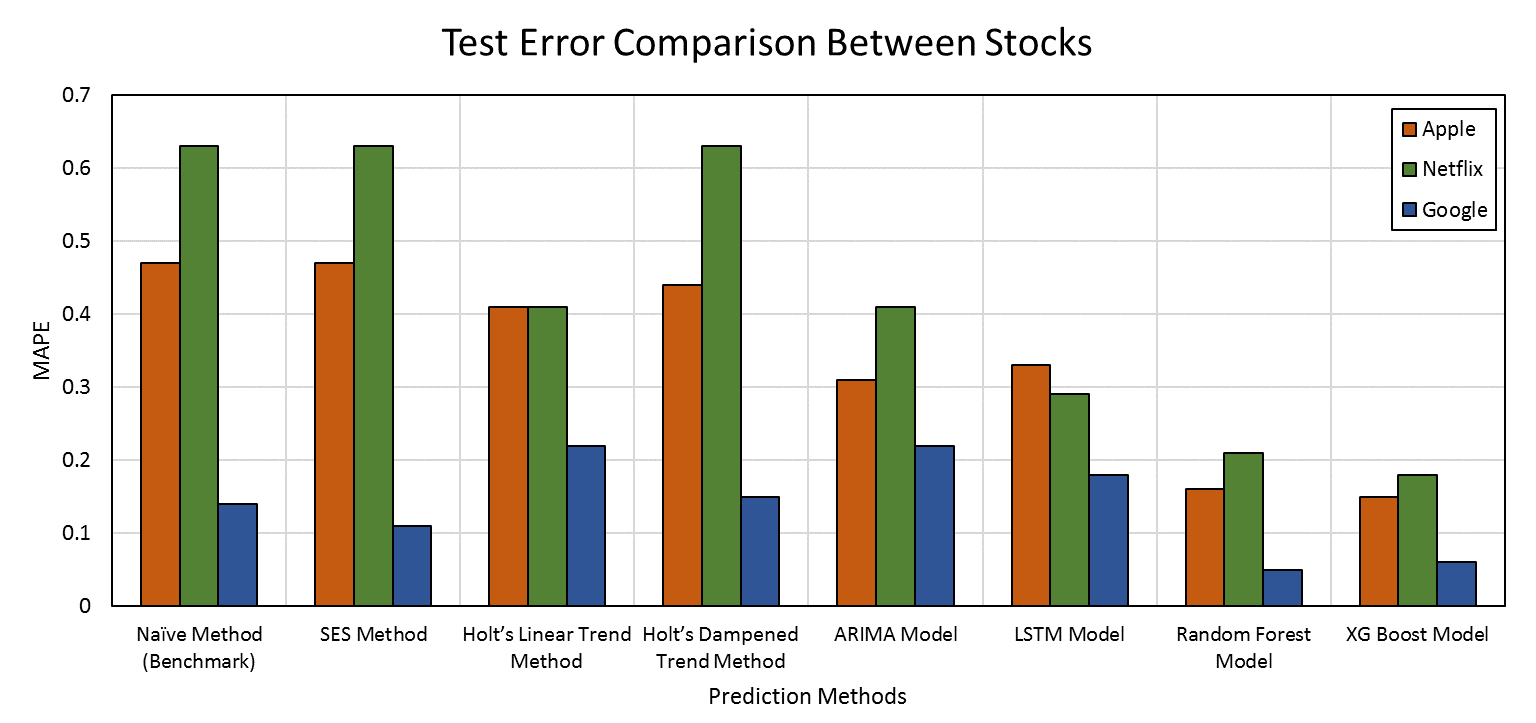 Test Error Comparison Between Stocks
0.7
0.6
0.5
0.4
0.3
0.2
0.1
0
MAPE
Apple
Netflix
Google
Naïve Method
(Benchmark)
SES Method
Holt’s Linear Trend
Method
Holt’s Dampened
Trend Method
ARIMA Model
LSTM Model
Random Forest
Model
XG Boost Model
Prediction Methods